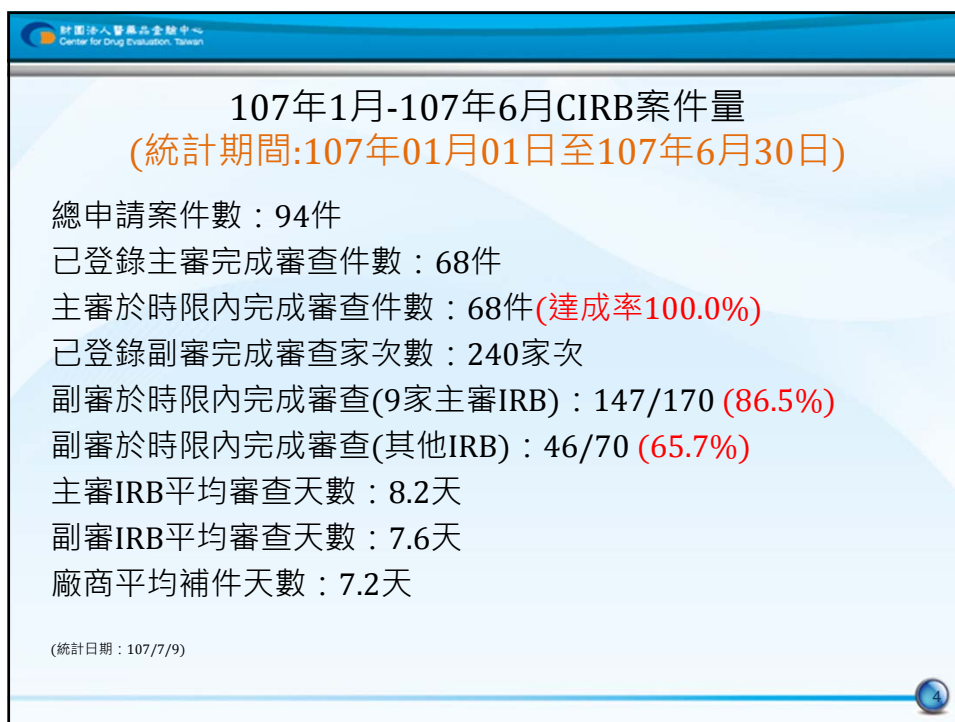 財團法人醫藥品查驗中心
Center for Drug Evaluation, Taiwan
107年1月-107年6月CIRB案件量
(統計期間:107年01月01日至107年6月30日)
總申請案件數：94件
已登錄主審完成審查件數：68件
主審於時限內完成審查件數：68件(達成率100.0%)
已登錄副審完成審查家次數：240家次
副審於時限內完成審查(9家主審IRB)：147/170 (86.5%)
副審於時限內完成審查(其他IRB)：46/70 (65.7%)
主審IRB平均審查天數：8.2天
副審IRB平均審查天數：7.6天
廠商平均補件天數：7.2天
(統計日期：107/7/9)
4